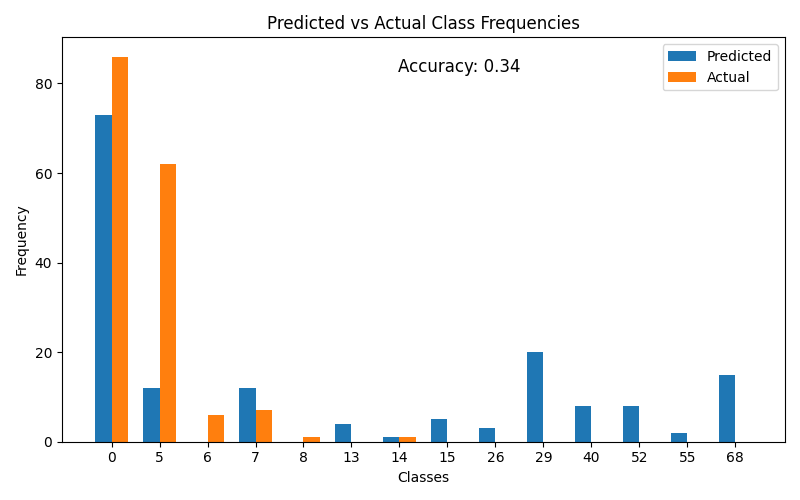 Predicted vs Actual Class Frequencies
Accuracy: 0.34
Predicted
Actual
Frequency
80
60
40
20
0
0 5 6 7 8 13 14 15 26 29 40 52 55 68
Classes